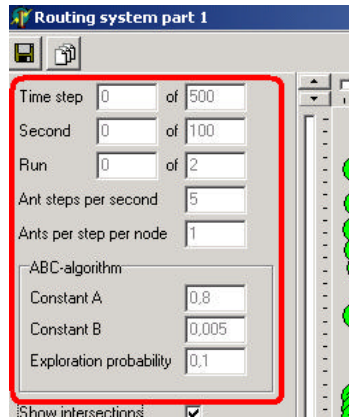 Routing system part 1
Time step 0 of 500
Second 0 of 100
Run 0 of 2
Ant steps per second 5
Ants per step per node 1
ABC-algorithm
Constant A 0,8
Constant B 0,005
Exploration probability 0,1
Show intersections